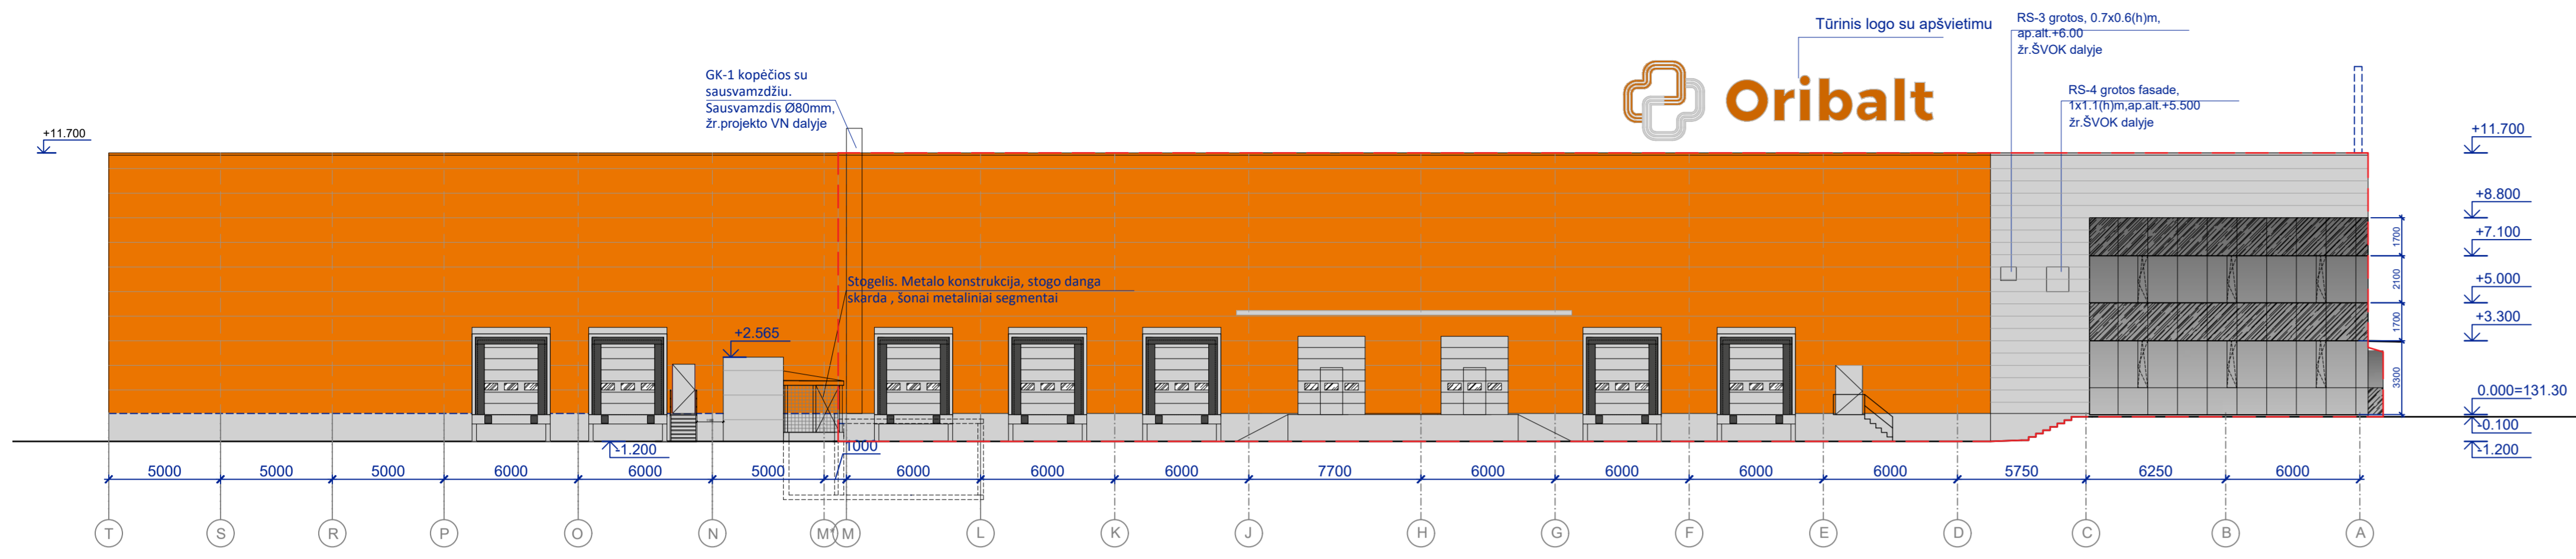 Tūrinis logo su apšvietimu
RS-3 grotos, 0.7x0.6(h)m,
ap.alt.+6.00
žr.ŠVOK dalyje
GK-1 kopėčios su
sausvamzdžiu.
Sausvamzdis Ø80mm,
žr.projekto VN dalyje
Oribalt
RS-4 grotos fasade,
1x1.1(h)m,ap.alt.+5.500
žr.ŠVOK dalyje
+11.700
+11.700
+8.800
+7.100
+5.000
+3.300
0.000=131.30
-0.100
-1.200
1700
2100
1700
3300
Stogelis. Metalo konstrukcija, stogo danga
skarda , šonai metaliniai segmentai
+2.565
-1.200
1000
5000 5000 5000 6000 6000 5000 6000 6000 6000 7700 6000 6000 6000 6000 5750 6250 6000
T S R P O N M' M L K J H G F E D C B A